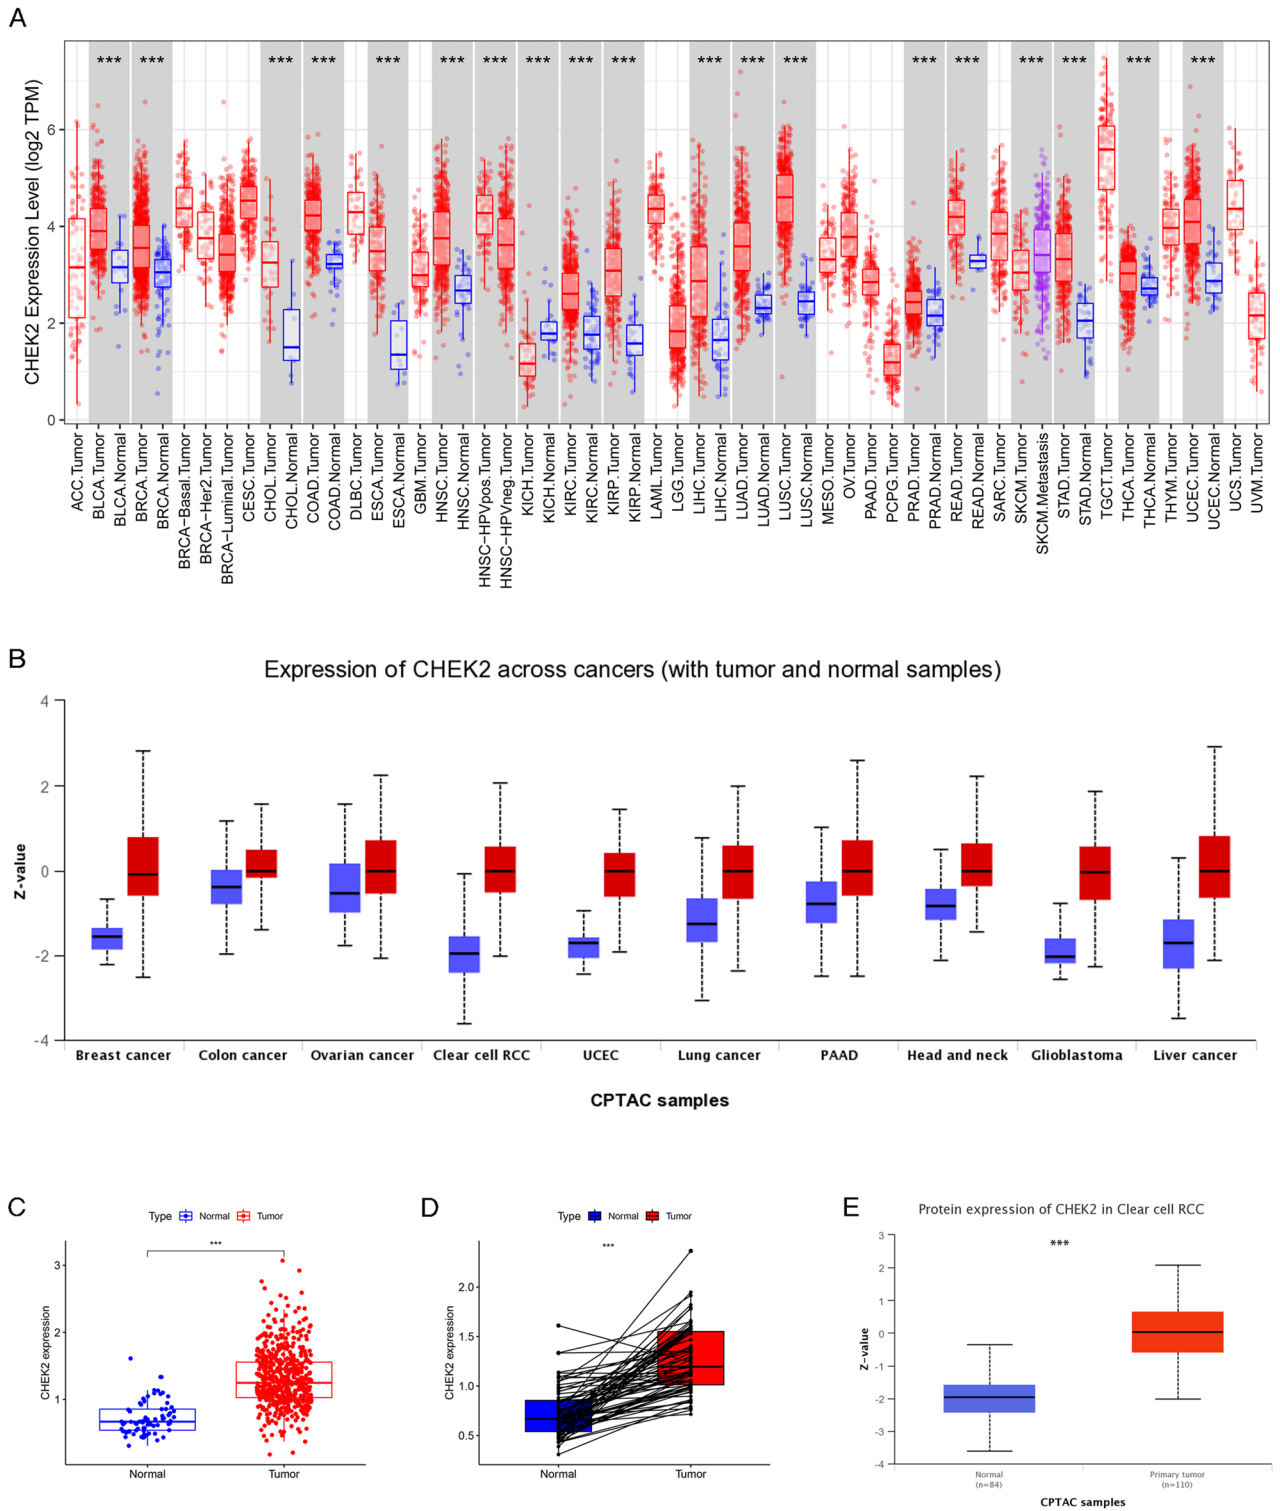 A
CHEK2 Expression Level (log2 TPM)
*** *** *** *** *** *** *** *** *** *** *** *** *** *** *** *** *** *** ***
6
4
2
0
ACC.Tumor
BLCA.Tumor
BLCA.Normal
BRCA.Tumor
BRCA.Normal
BRCA-Basal.Tumor
BRCA-Her2.Tumor
BRCA-Luminal.Tumor
CESC.Tumor
CHOL.Tumor
CHOL.Normal
COAD.Tumor
COAD.Normal
DLBC.Tumor
ESCA.Tumor
ESCA.Normal
GBM.Tumor
HNSC.Tumor
HNSC.Normal
HNSC-HPVpos.Tumor
HNSC-HPVneg.Tumor
KICH.Tumor
KICH.Normal
KIRC.Tumor
KIRC.Normal
KIRP.Tumor
KIRP.Normal
LAML.Tumor
LGG.Tumor
LIHC.Tumor
LIHC.Normal
LUAD.Tumor
LUAD.Normal
LUSC.Tumor
LUSC.Normal
MESO.Tumor
OV.Tumor
PAAD.Tumor
PCPG.Tumor
PRAD.Tumor
PRAD.Normal
READ.Tumor
READ.Normal
SARC.Tumor
SKCM.Tumor
SKCM.Metastasis
STAD.Tumor
STAD.Normal
TGCT.Tumor
THCA.Tumor
THCA.Normal
THYM.Tumor
UCEC.Tumor
UCEC.Normal
UCS.Tumor
UVM.Tumor
B
Expression of CHEK2 across cancers (with tumor and normal samples)
Z-value
4
2
0
-2
-4
Breast cancer Colon cancer Ovarian cancer Clear cell RCC UCEC Lung cancer PAAD Head and neck Glioblastoma Liver cancer
CPTAC samples
C
Type Normal Tumor
***
CHEK2 expression
3
2
1
Normal Tumor
D
Type Normal Tumor
***
CHEK2 expression
2.0
1.5
1.0
0.5
Normal Tumor
E
Protein expression of CHEK2 in Clear cell RCC
***
Z-value
3
2
1
0
-1
-2
-3
-4
Normal Primary tumor
(n=84) (n=110)
CPTAC samples